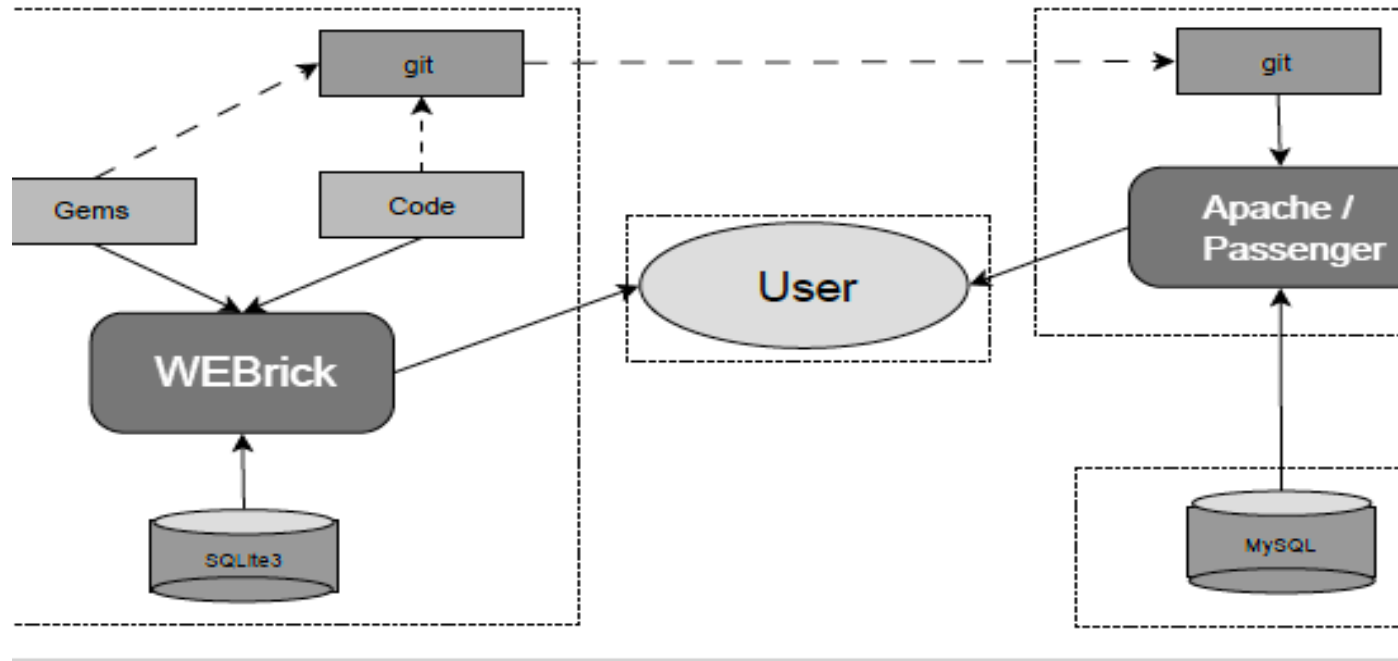 git
git
Gems
Code
Apache /
Passenger
User
WEBrick
SQLite3
MySQL